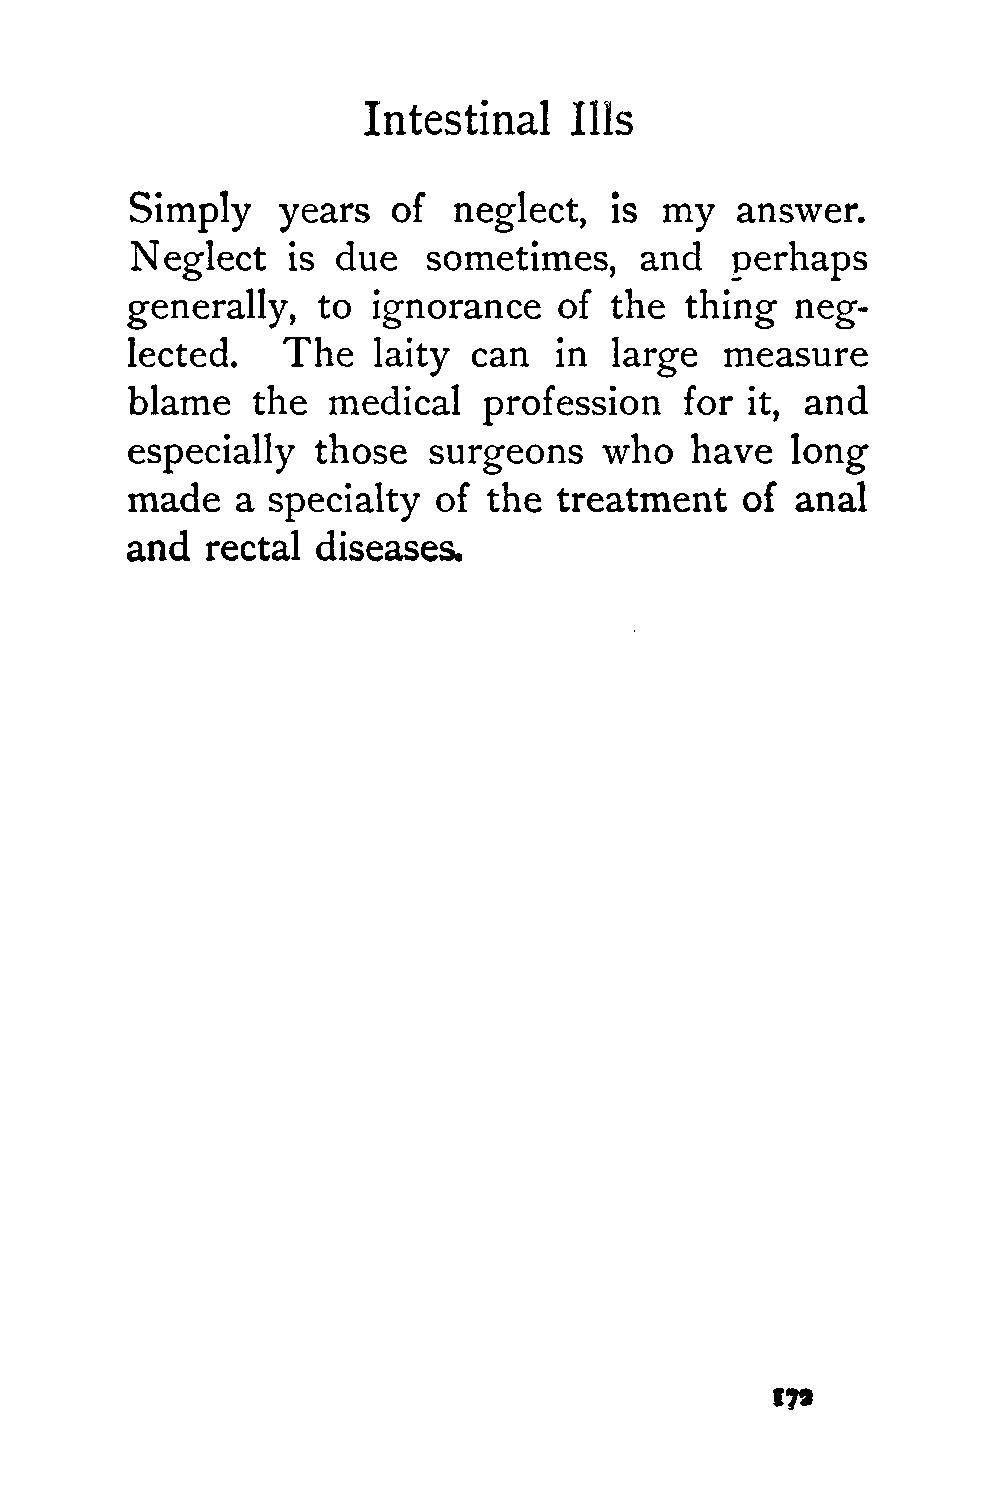 Intestinal Ills
Simply years of neglect, is my answer.
Neglect is due sometimes, and perhaps
generally, to ignorance of the thing neg-
lected. The laity can in large measure
blame the medical profession for it, and
especially those surgeons who have long
made a specialty of the treatment of anal
and rectal diseases.
172